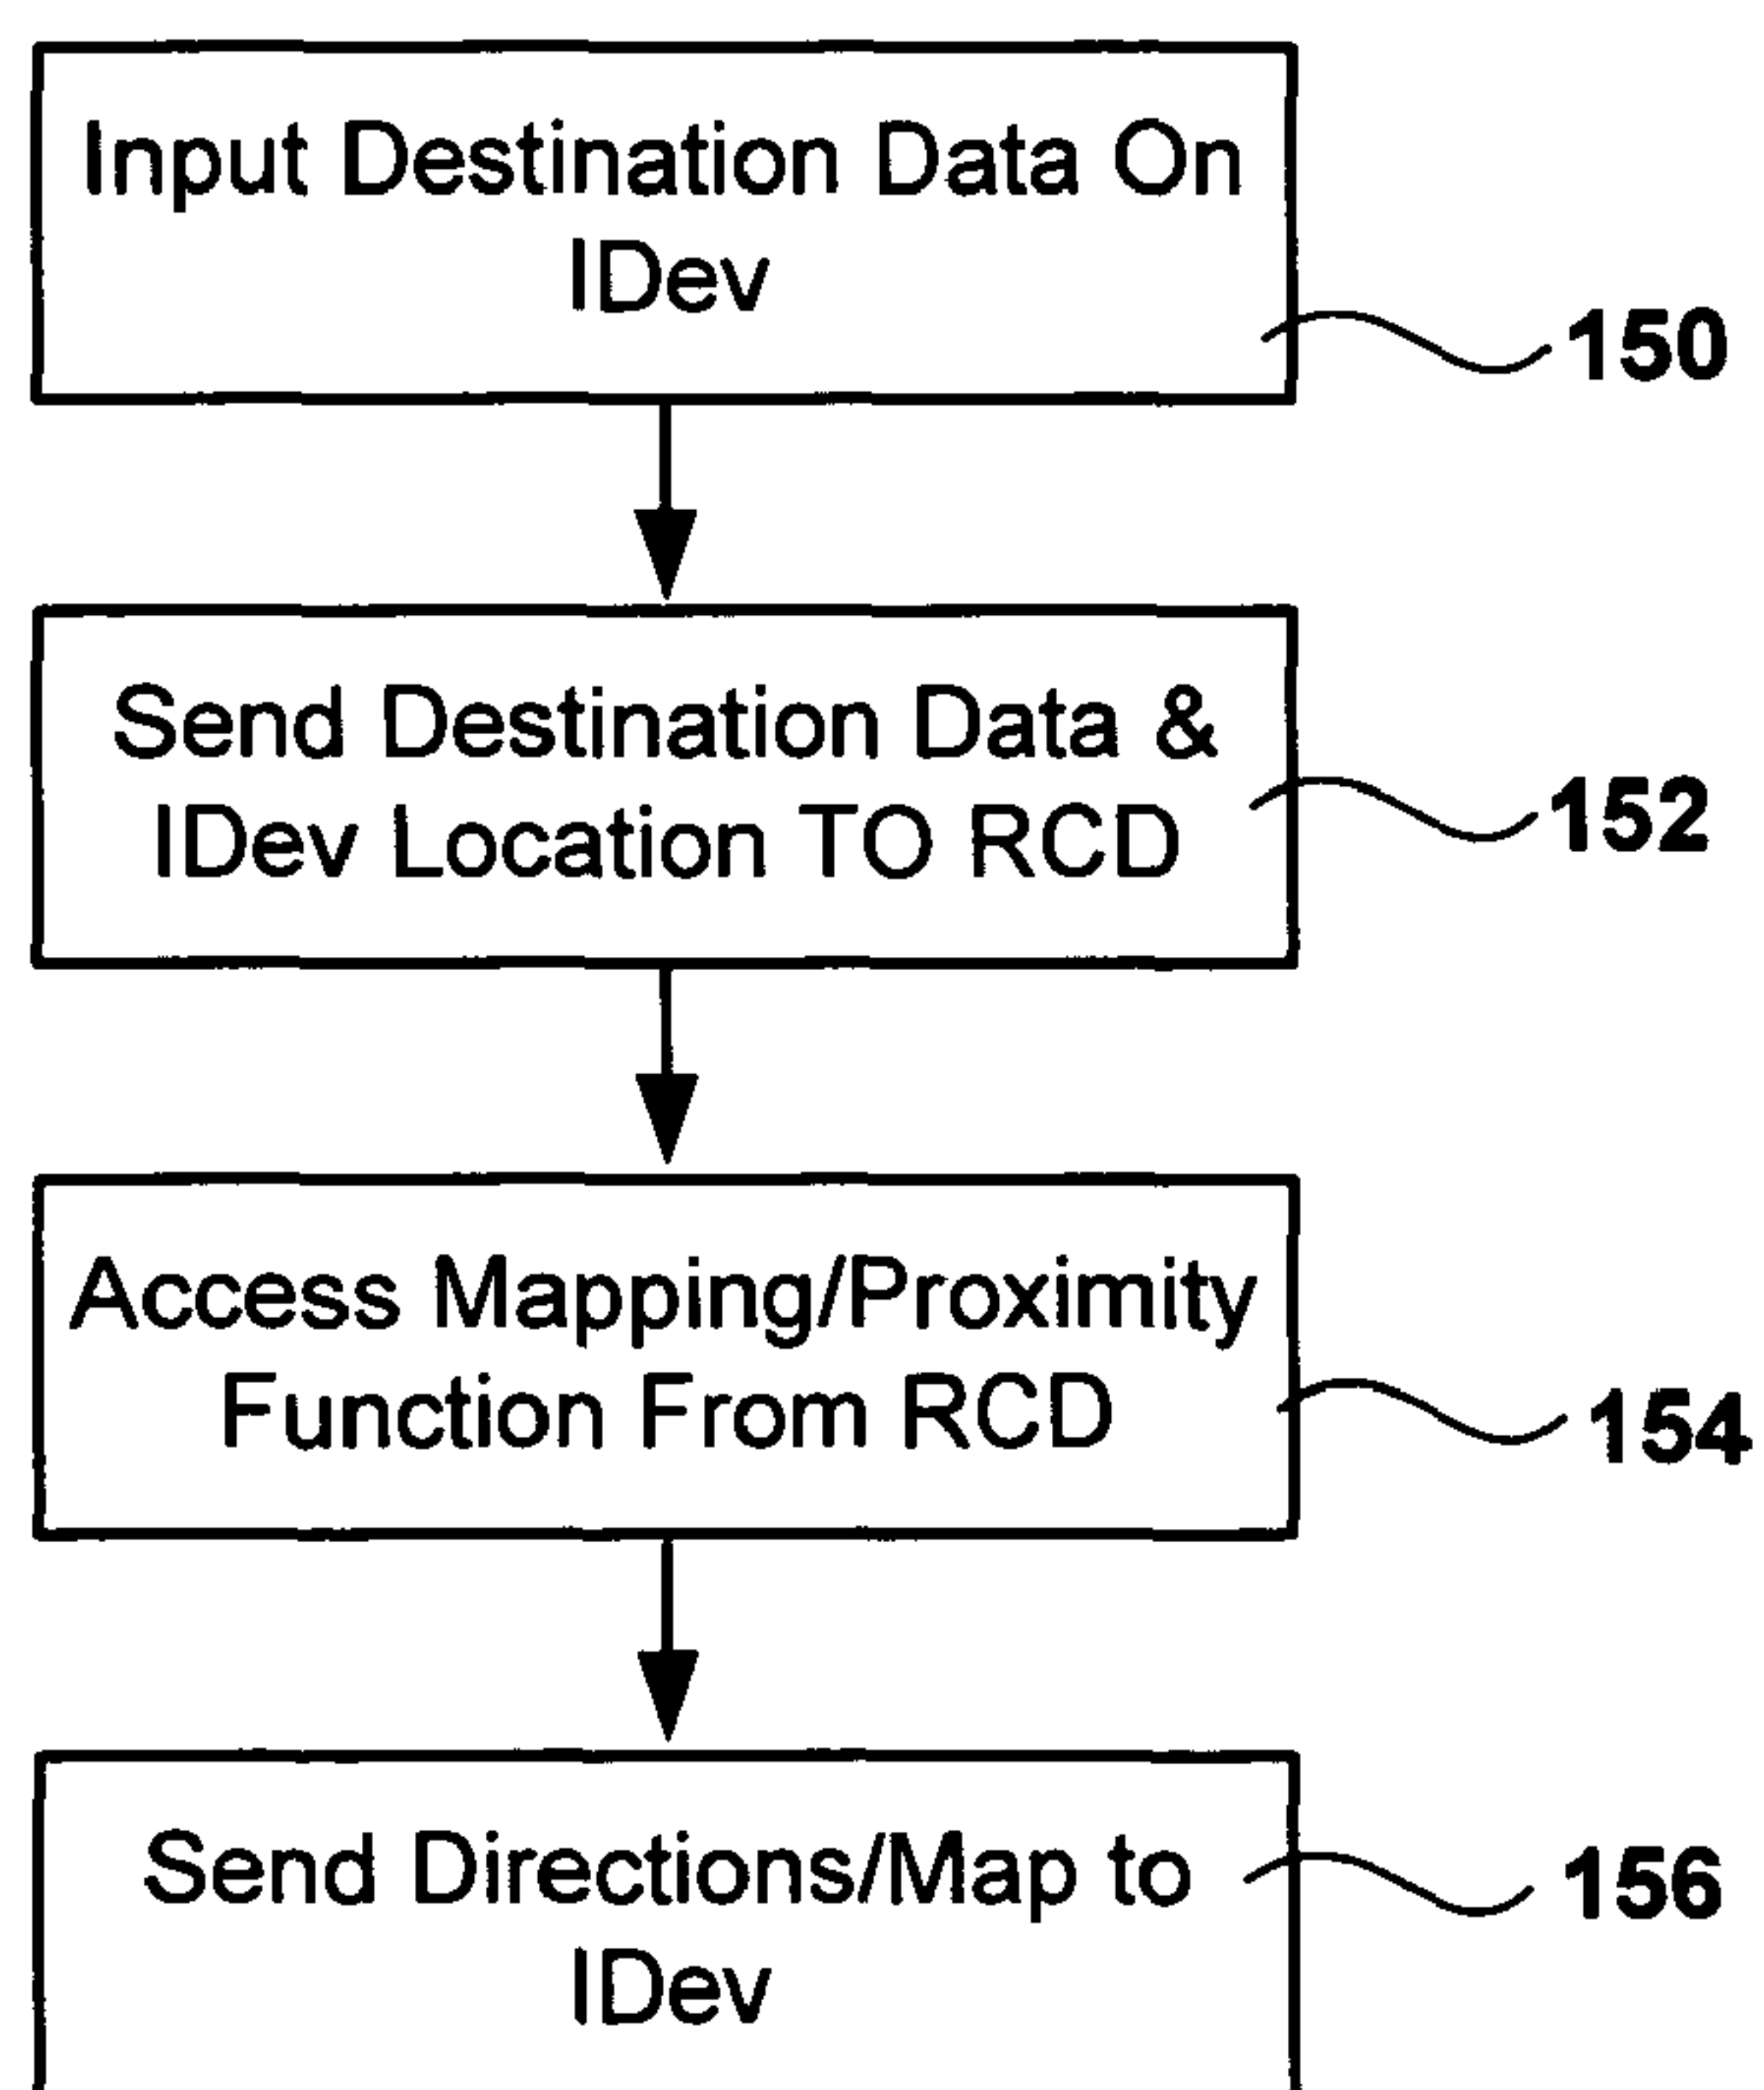 Input Destination Data On
IDev
150
Send Destination Data &
IDev Location TO RCD
152
Access Mapping/Proximity
Function From RCD
154
Send Directions/Map to
IDev
156